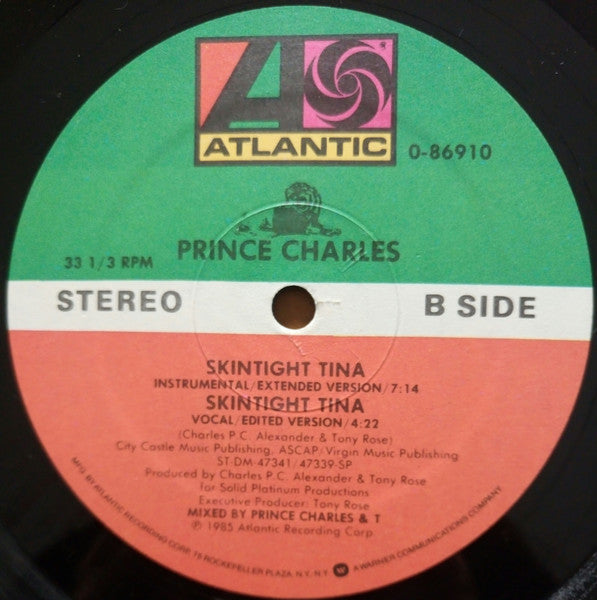 ATLANTIC
0-86910
PRINCE CHARLES
33 1/3 RPM
STEREO
B SIDE
SKINTIGHT TINA
INSTRUMENTAL/EXTENDED VERSION/7:14
SKINTIGHT TINA
VOCAL/EDITED VERSION/4:22
(Charles P.C. Alexander & Tony Rose)
City Castle Music Publishing, ASCAP/Virgin Music Publishing
ST-DM-47341/47339-SP
Produced by Charles P.C. Alexander & Tony Rose
for Solid Platinum Productions
Executive Producer: Tony Rose
MIXED BY PRINCE CHARLES & T
℗ 1985 Atlantic Recording Corp
MFG. BY ATLANTIC RECORDING CORP. 75 ROCKEFELLER PLAZA, N.Y. N.Y. A WARNER COMMUNICATIONS COMPANY